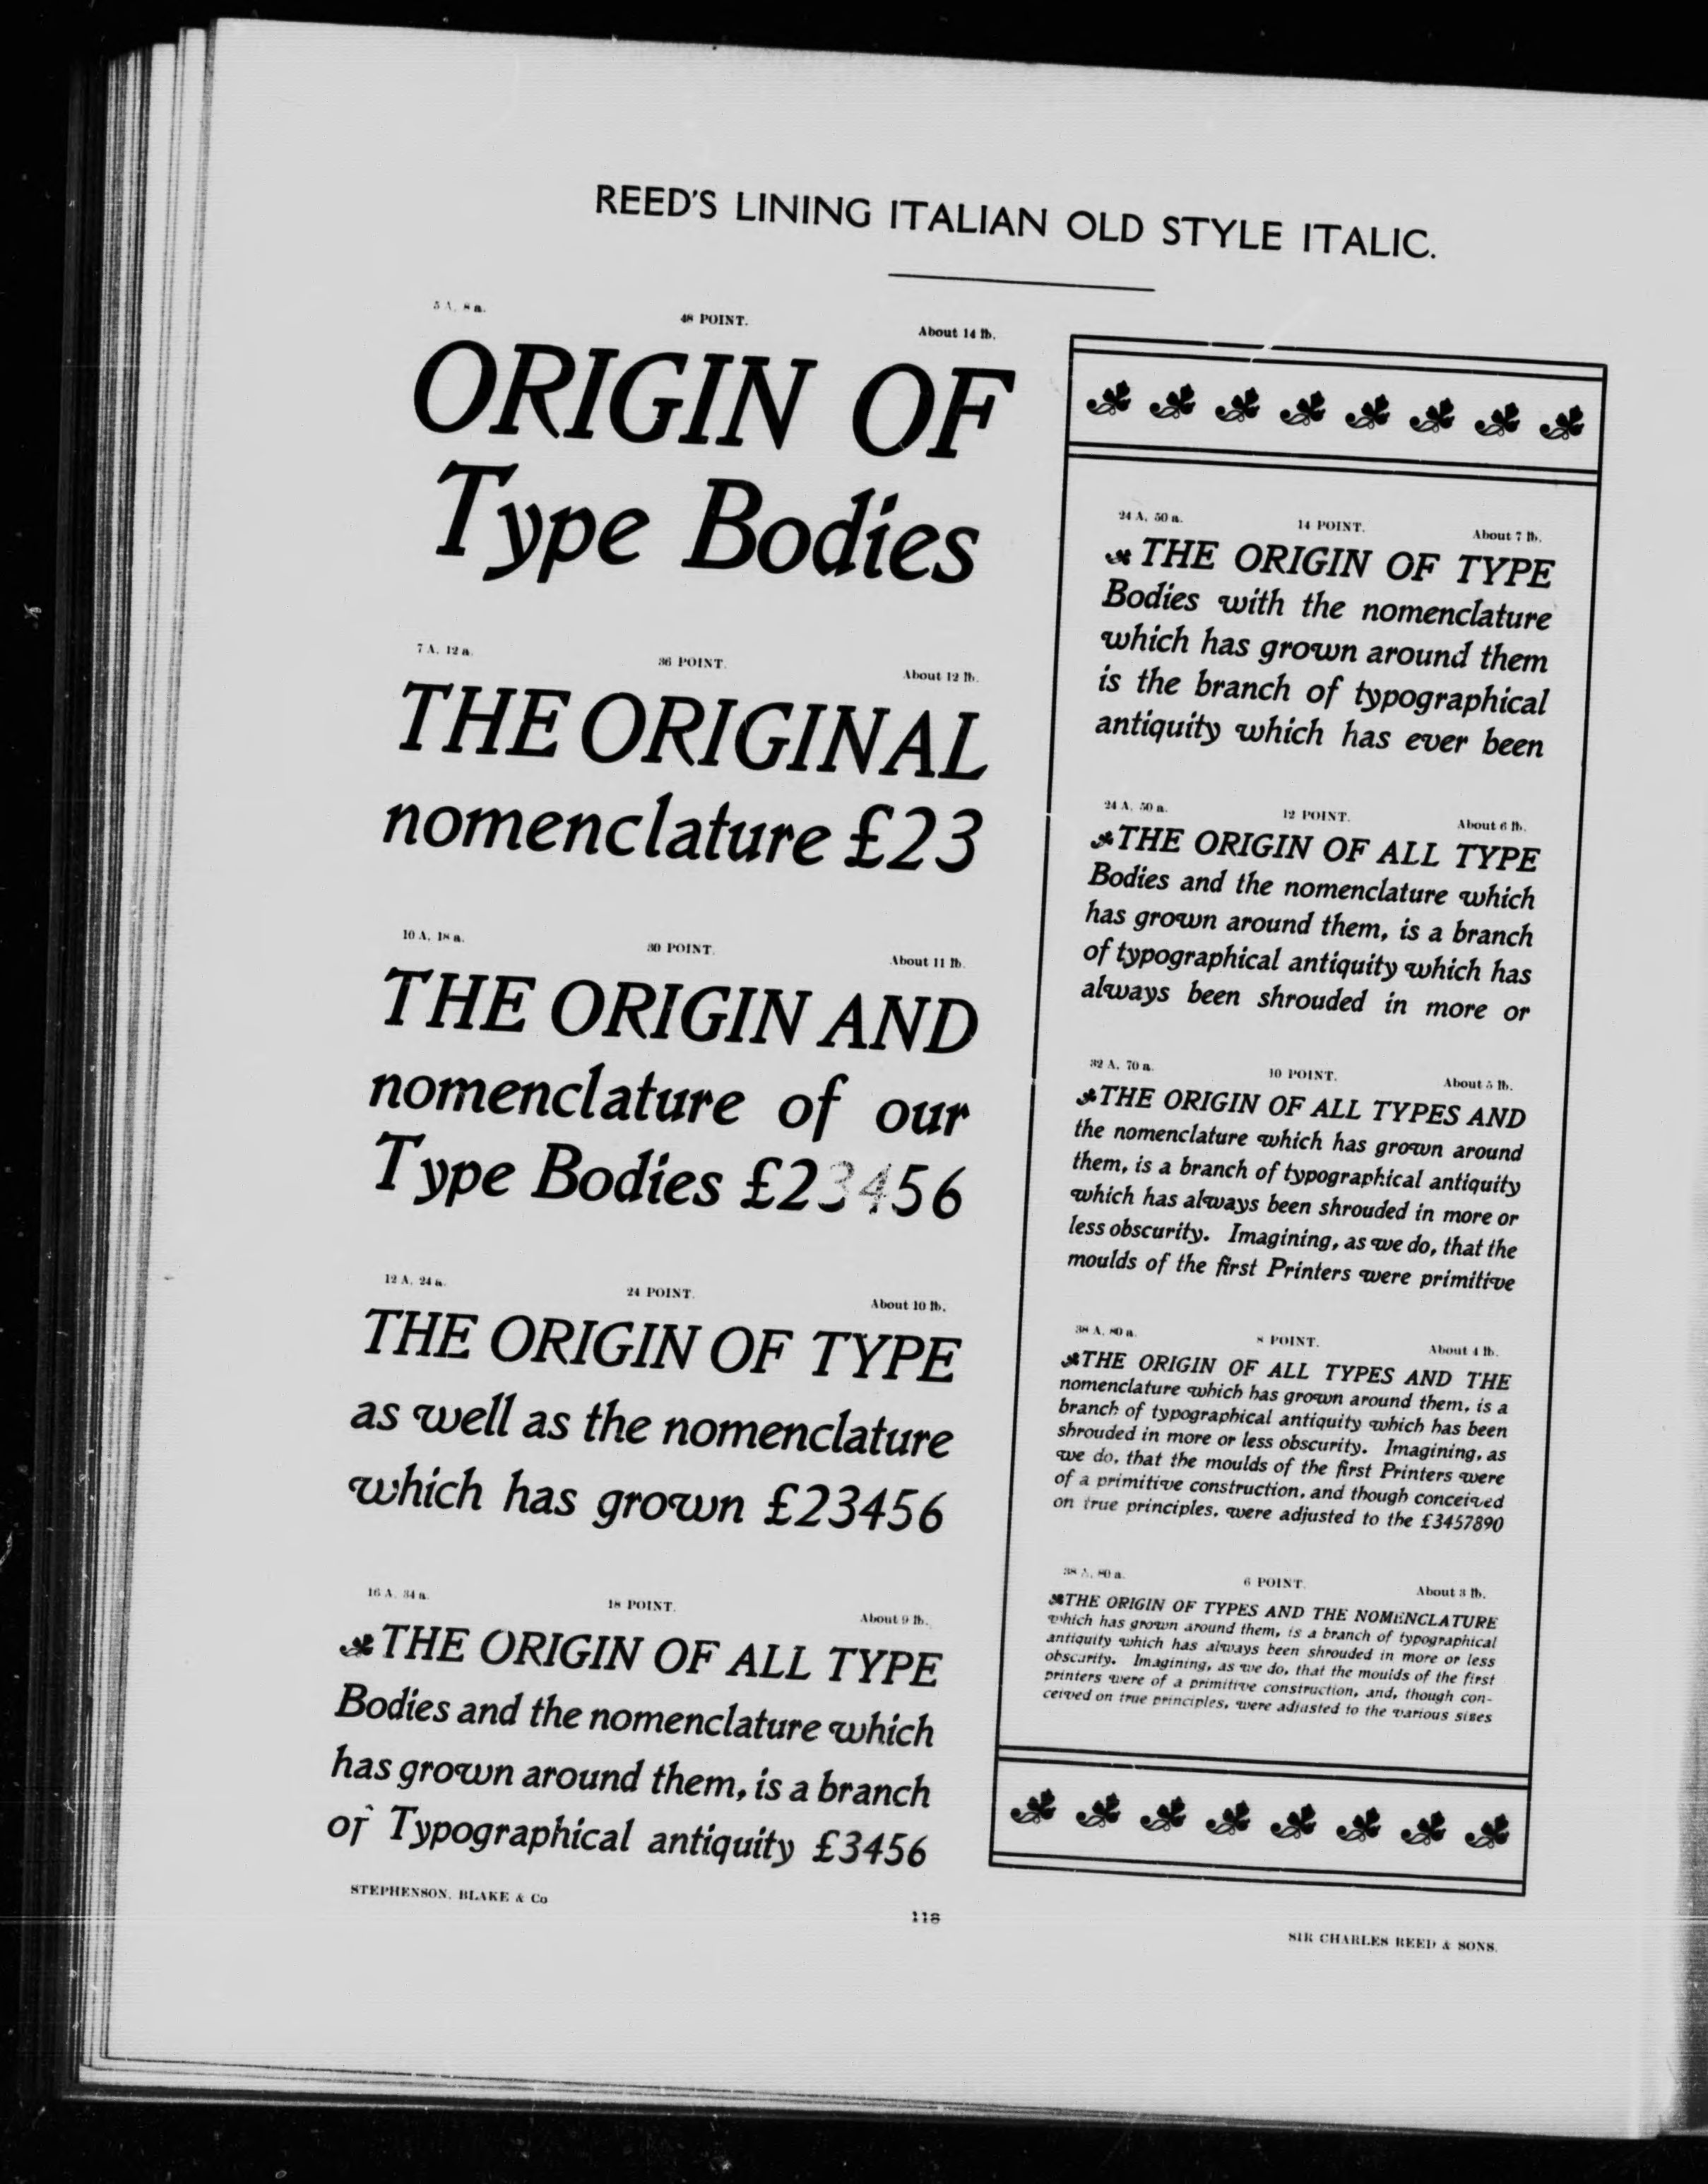 REED'S LINING ITALIAN OLD STYLE ITALIC.
5 A, 8 a. 48 POINT. About 14 lb.
ORIGIN OF
Type Bodies
7 A, 12 a. 36 POINT. About 12 lb.
THE ORIGINAL
nomenclature £23
10 A, 18 a. 30 POINT. About 11 lb.
THE ORIGIN AND
nomenclature of our
Type Bodies £23456
12 A, 24 a. 24 POINT. About 10 lb.
THE ORIGIN OF TYPE
as well as the nomenclature
which has grown £23456
16 A, 34 a. 18 POINT. About 9 lb.
THE ORIGIN OF ALL TYPE
Bodies and the nomenclature which
has grown around them, is a branch
of Typographical antiquity £3456
24 A, 50 a. 14 POINT. About 7 lb.
THE ORIGIN OF TYPE
Bodies with the nomenclature
which has grown around them
is the branch of typographical
antiquity which has ever been
24 A, 50 a. 12 POINT. About 6 lb.
THE ORIGIN OF ALL TYPE
Bodies and the nomenclature which
has grown around them, is a branch
of typographical antiquity which has
always been shrouded in more or
32 A, 70 a. 10 POINT. About 5 lb.
THE ORIGIN OF ALL TYPES AND
the nomenclature which has grown around
them, is a branch of typographical antiquity
which has always been shrouded in more or
less obscurity. Imagining, as we do, that the
moulds of the first Printers were primitive
38 A, 80 a. 8 POINT. About 4 lb.
THE ORIGIN OF ALL TYPES AND THE
nomenclature which has grown around them, is a
branch of typographical antiquity which has been
shrouded in more or less obscurity. Imagining, as
we do, that the moulds of the first Printers were
of a primitive construction, and though conceived
on true principles, were adjusted to the £3457890
38 A, 80 a. 6 POINT. About 3 lb.
THE ORIGIN OF TYPES AND THE NOMENCLATURE
which has grown around them, is a branch of typographical
antiquity which has always been shrouded in more or less
obscurity. Imagining, as we do, that the moulds of the first
printers were of a primitive construction, and, though con-
ceived on true principles, were adjusted to the various sizes
STEPHENSON, BLAKE & Co
118
SIR CHARLES REED & SONS.